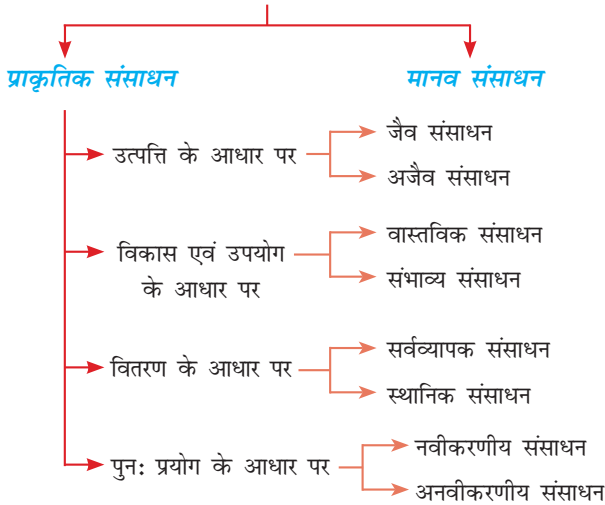 प्राकृतिक संसाधन
मानव संसाधन
उत्पत्ति के आधार पर
जैव संसाधन
अजैव संसाधन
विकास एवं उपयोग
के आधार पर
वास्तविक संसाधन
संभाव्य संसाधन
वितरण के आधार पर
सर्वव्यापक संसाधन
स्थानिक संसाधन
पुनः प्रयोग के आधार पर
नवीकरणीय संसाधन
अनवीकरणीय संसाधन